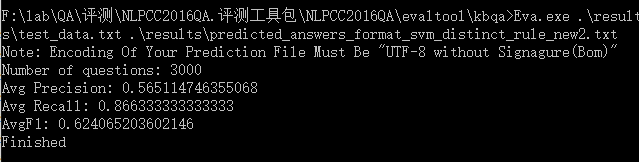 F:\lab\QA\评测\NLPCC2016QA.评测工具包\NLPCC2016QA\evaltool\kbqa>Eva.exe .\result
s\test_data.txt .\results\predicted_answers_format_svm_distinct_rule_new2.txt
Note: Encoding Of Your Prediction File Must Be "UTF-8 without Signagure(Bom)"
Number of questions: 3000
Avg Precision: 0.565114746355068
Avg Recall: 0.866333333333333
AvgF1: 0.624065203602146
Finished